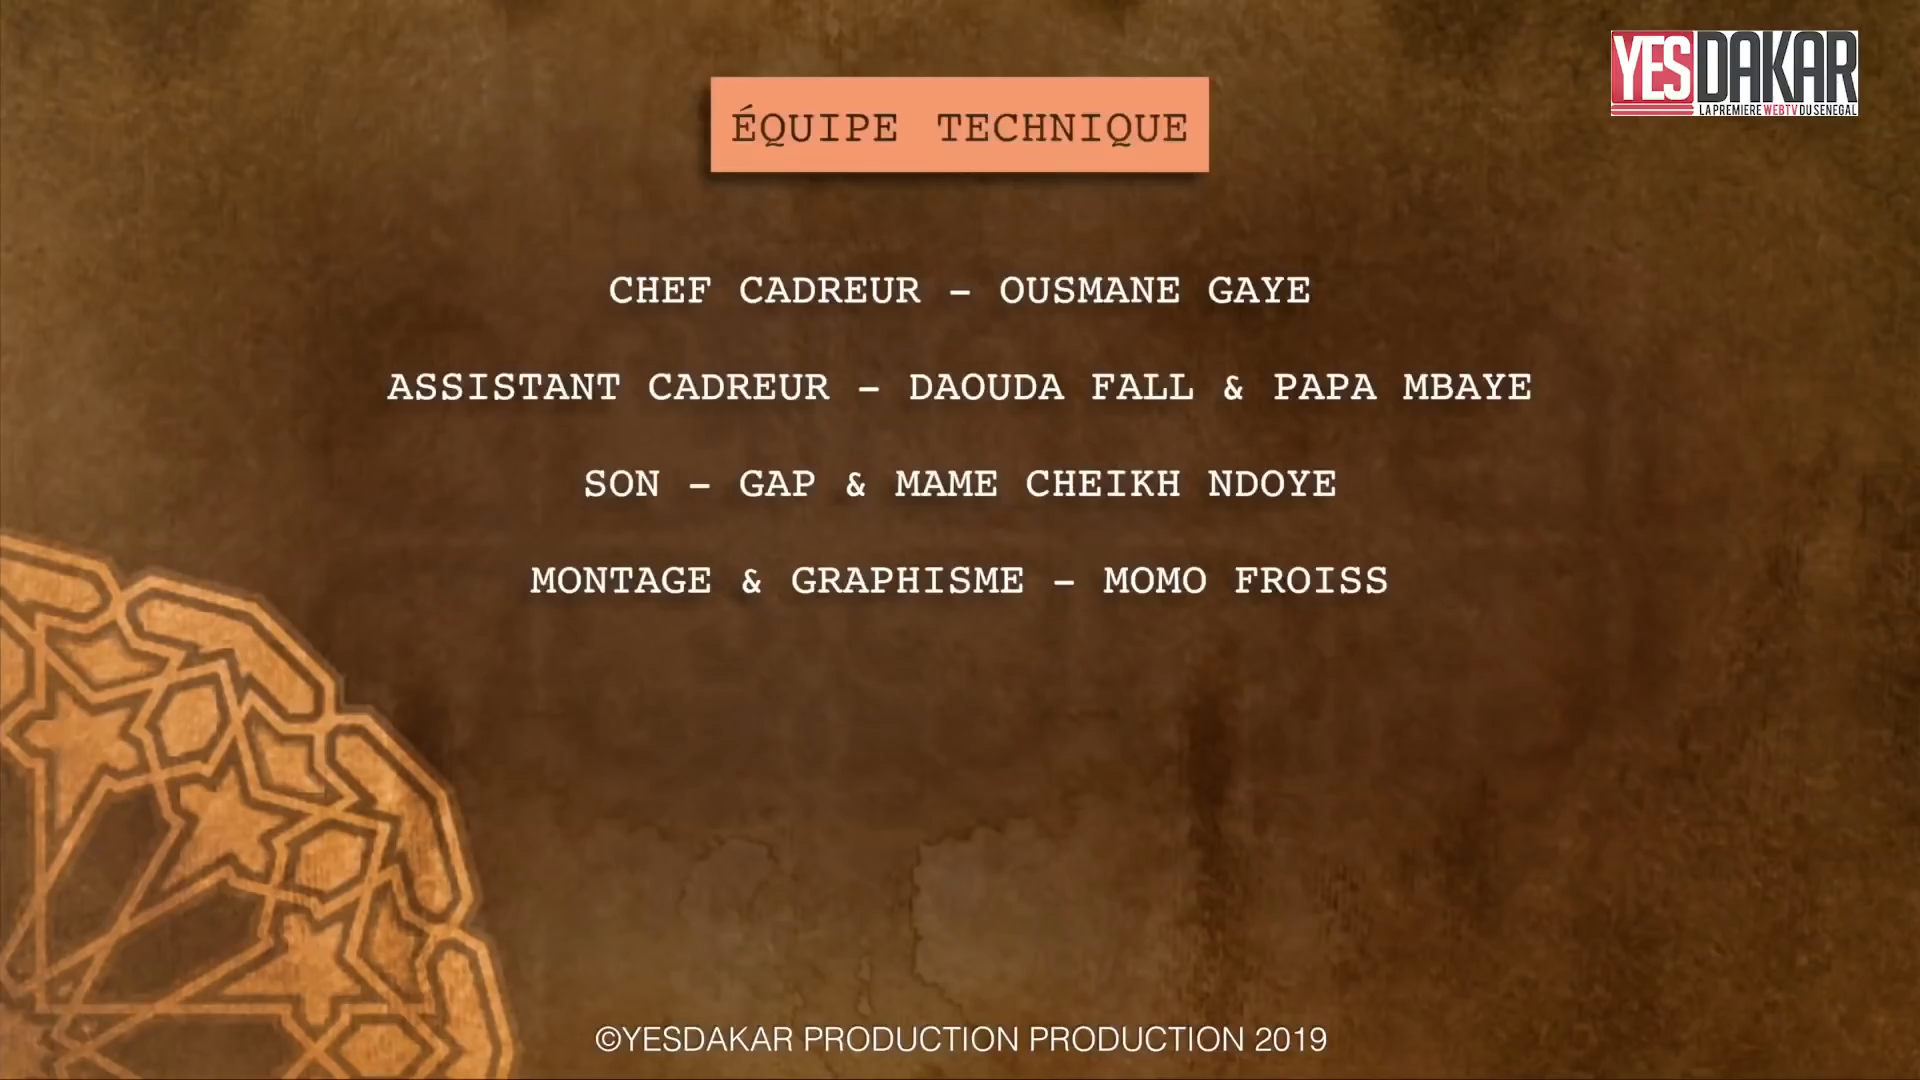 YESDAKAR
LA PREMIERE WEBTV DU SENEGAL
ÉQUIPE TECHNIQUE
CHEF CADREUR - OUSMANE GAYE
ASSISTANT CADREUR - DAOUDA FALL & PAPA MBAYE
SON - GAP & MAME CHEIKH NDOYE
MONTAGE & GRAPHISME - MOMO FROISS
©YESDAKAR PRODUCTION PRODUCTION 2019